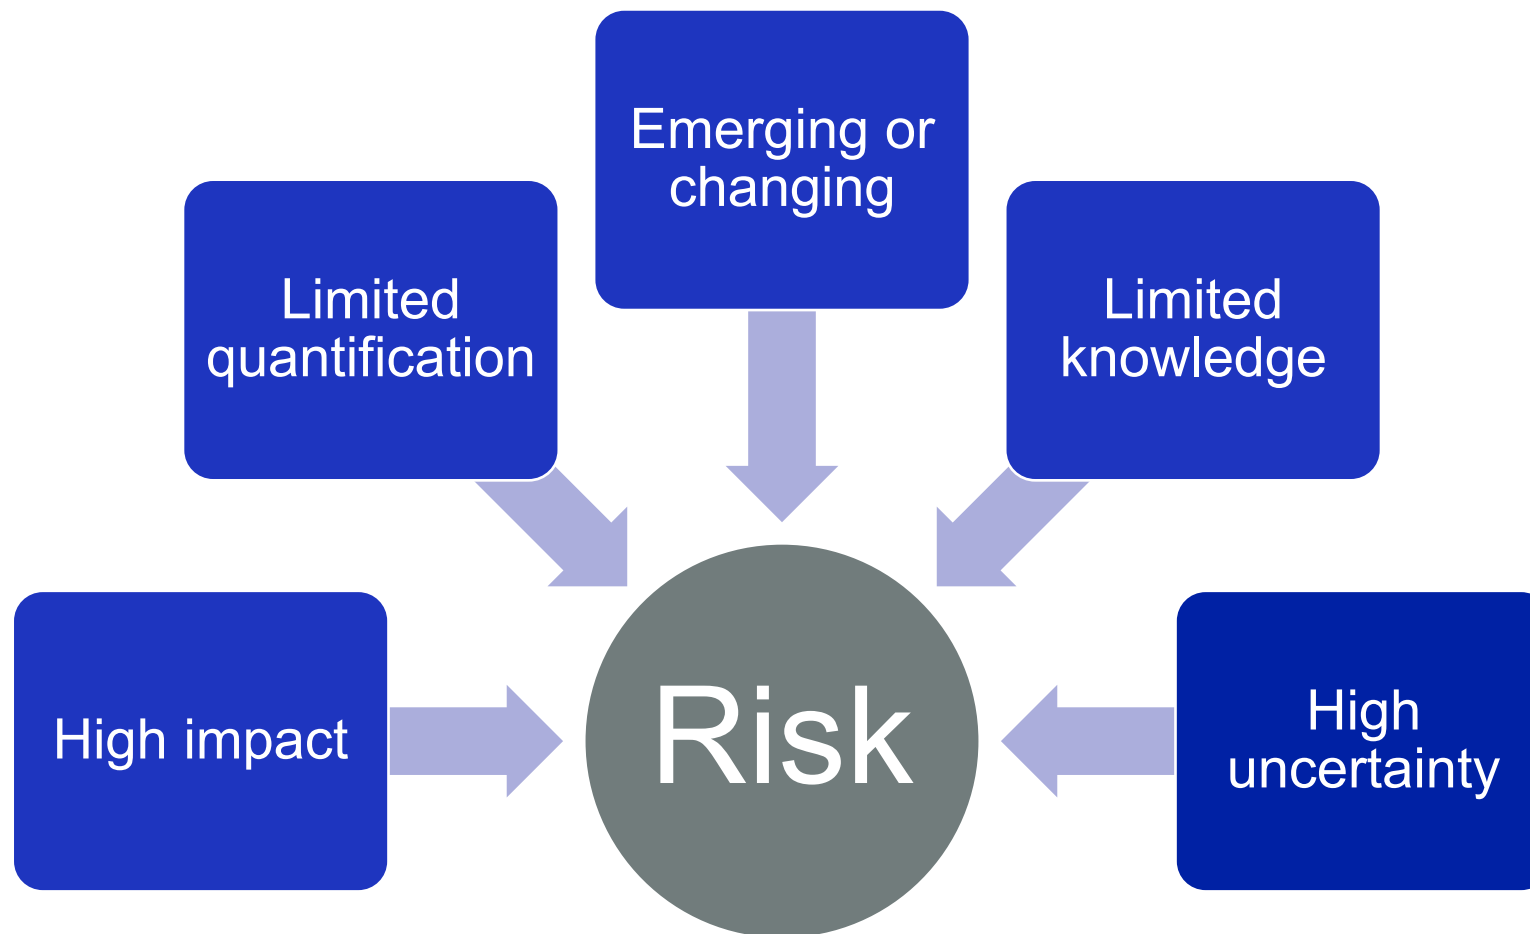 Emerging or
changing
Limited
quantification
Limited
knowledge
High impact
Risk
High
uncertainty